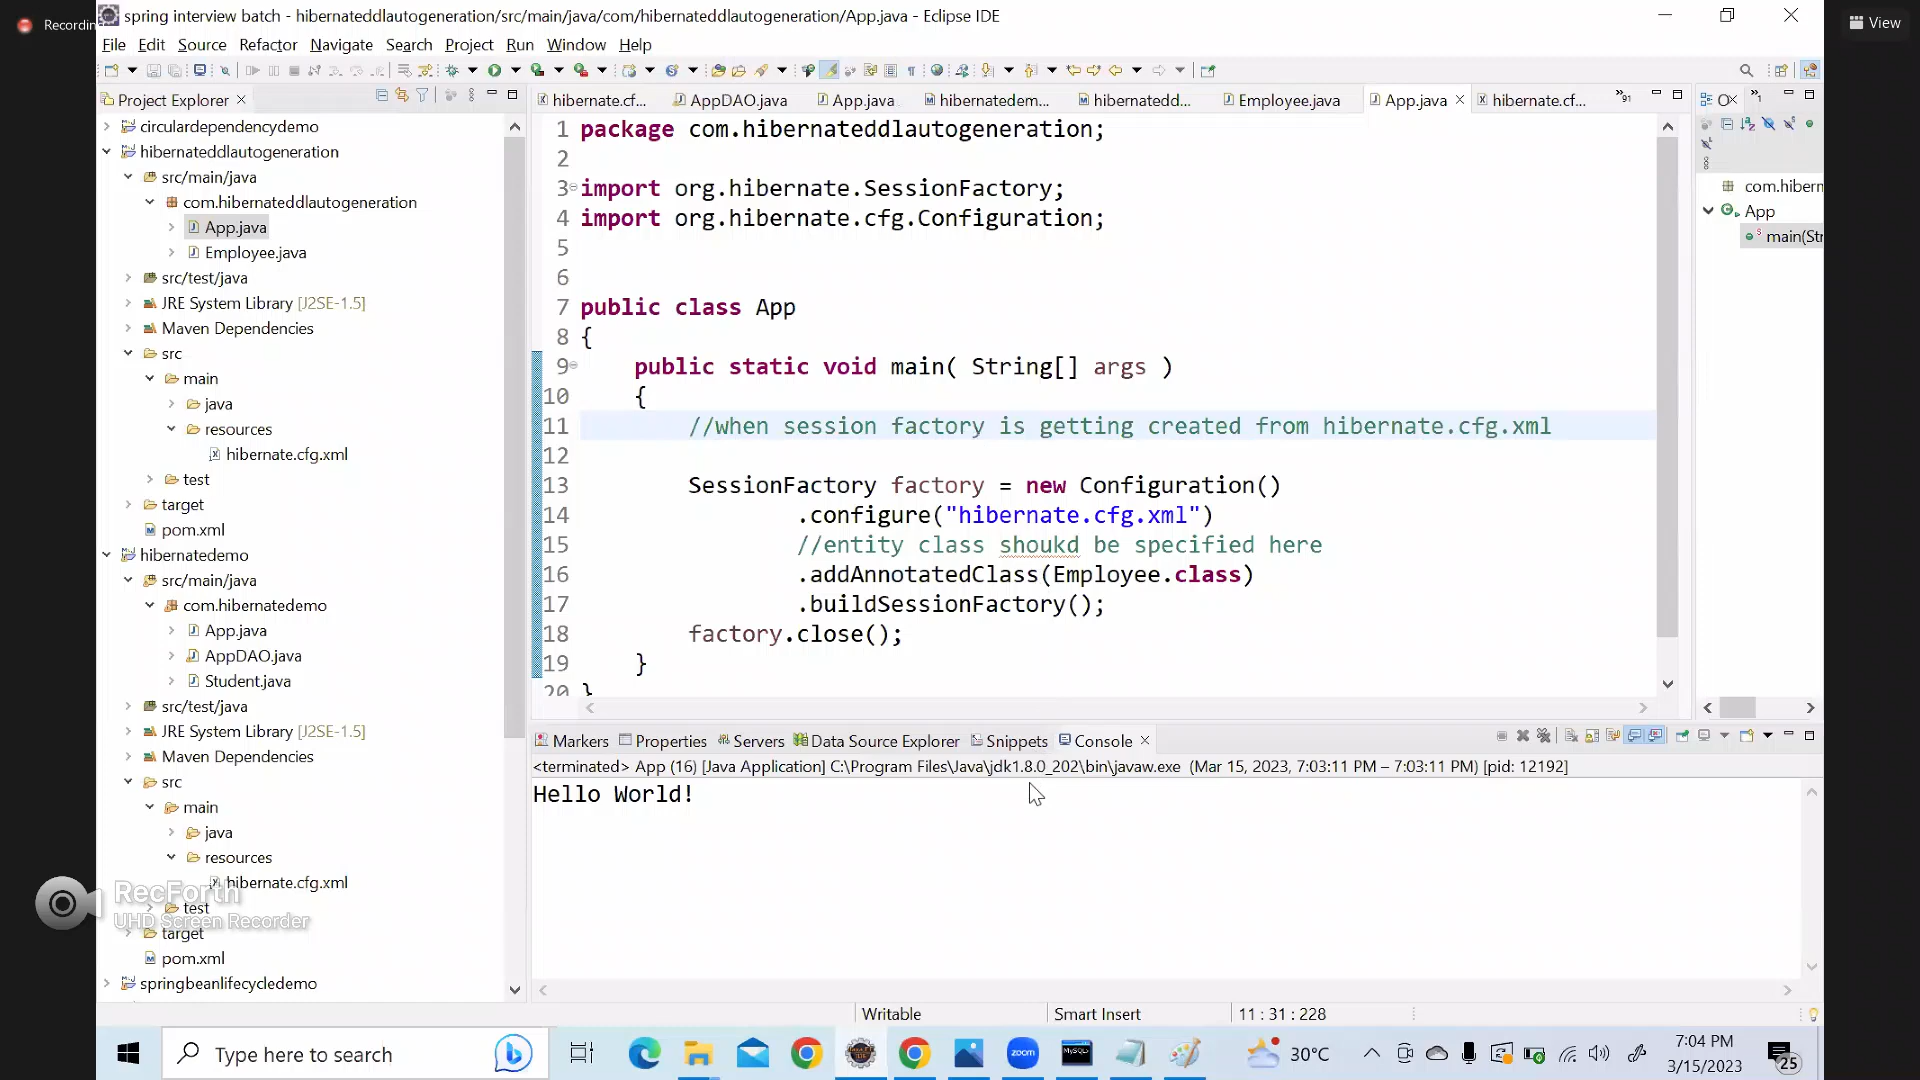 Recordin
spring interview batch - hibernateddlautogeneration/src/main/java/com/hibernateddlautogeneration/App.java - Eclipse IDE
View
File Edit Source Refactor Navigate Search Project Run Window Help
Project Explorer
hibernate.cf... AppDAO.java App.java hibernatedem... hibernatedd... Employee.java App.java hibernate.cf... »91
circulardependencydemo
hibernateddlautogeneration
src/main/java
com.hibernateddlautogeneration
App.java
Employee.java
src/test/java
JRE System Library [J2SE-1.5]
Maven Dependencies
src
main
java
resources
hibernate.cfg.xml
test
target
pom.xml
hibernatedemo
src/main/java
com.hibernatedemo
App.java
AppDAO.java
Student.java
src/test/java
JRE System Library [J2SE-1.5]
Maven Dependencies
src
main
java
resources
hibernate.cfg.xml
test
target
pom.xml
springbeanlifecycledemo
RecForth
UHD Screen Recorder
1 package com.hibernateddlautogeneration;
2
3 import org.hibernate.SessionFactory;
4 import org.hibernate.cfg.Configuration;
5
6
7 public class App
8 {
9 public static void main( String[] args )
10 {
11 //when session factory is getting created from hibernate.cfg.xml
12
13 SessionFactory factory = new Configuration()
14 .configure("hibernate.cfg.xml")
15 //entity class shoukd be specified here
16 .addAnnotatedClass(Employee.class)
17 .buildSessionFactory();
18 factory.close();
19 }
20 }
com.hibern
App
main(Str
Markers Properties Servers Data Source Explorer Snippets Console
<terminated> App (16) [Java Application] C:\Program Files\Java\jdk1.8.0_202\bin\javaw.exe (Mar 15, 2023, 7:03:11 PM – 7:03:11 PM) [pid: 12192]
Hello World!
Writable Smart Insert 11 : 31 : 228
Type here to search
zoom
MySQL
30°C
7:04 PM
3/15/2023
25